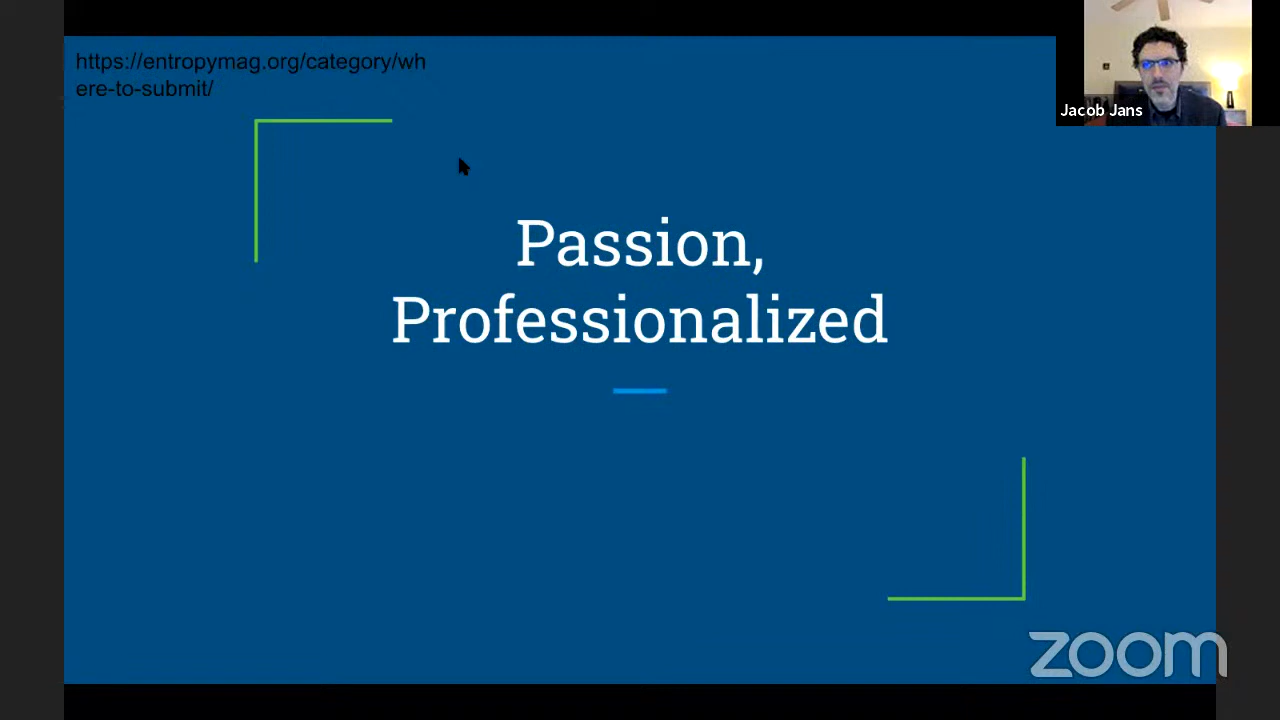 https://entropymag.org/category/wh
ere-to-submit/
Jacob Jans
Passion,
Professionalized
zoom